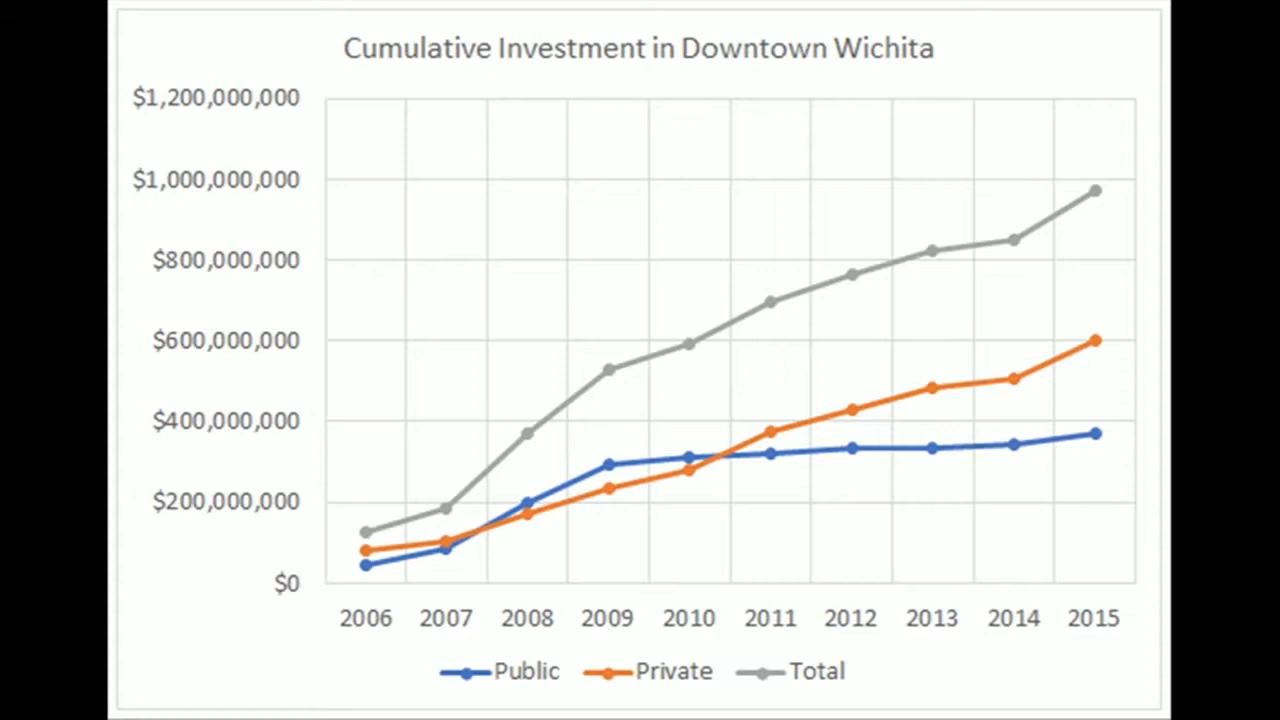 Cumulative Investment in Downtown Wichita
$1,200,000,000
$1,000,000,000
$800,000,000
$600,000,000
$400,000,000
$200,000,000
$0
2006 2007 2008 2009 2010 2011 2012 2013 2014 2015
Public Private Total